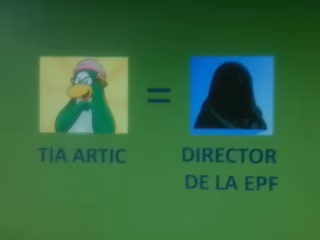 =
TIA ARTIC
DIRECTOR
DE LA EPF